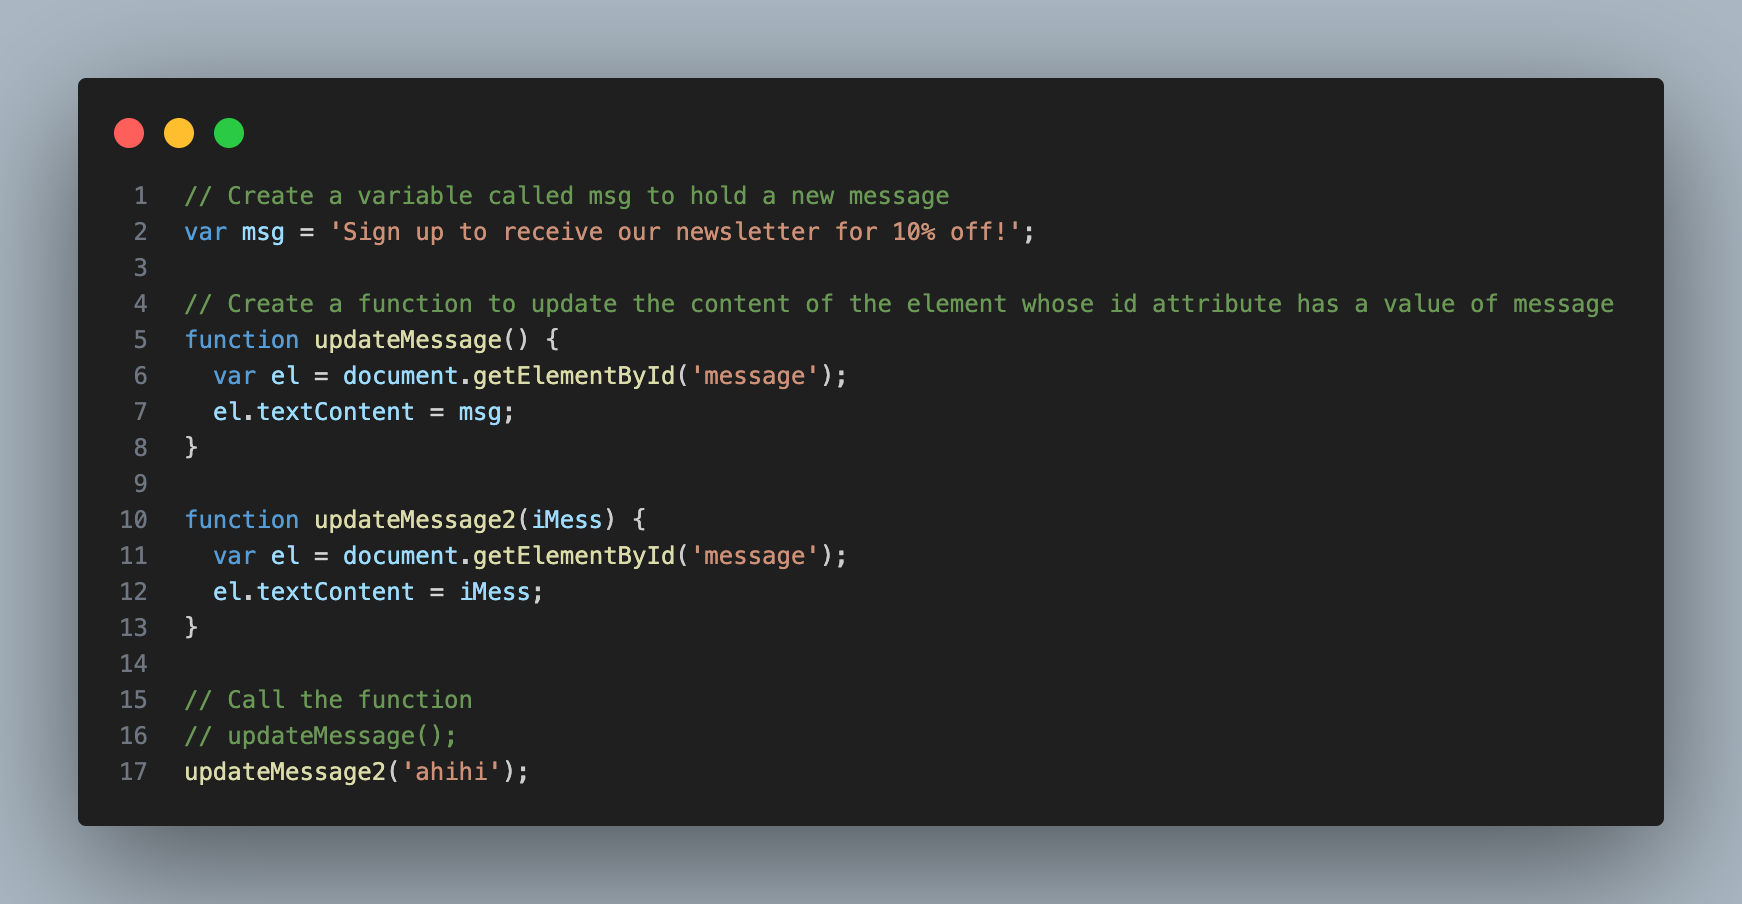 1 // Create a variable called msg to hold a new message
2 var msg = 'Sign up to receive our newsletter for 10% off!';
3
4 // Create a function to update the content of the element whose id attribute has a value of message
5 function updateMessage() {
6   var el = document.getElementById('message');
7   el.textContent = msg;
8 }
9
10 function updateMessage2(iMess) {
11   var el = document.getElementById('message');
12   el.textContent = iMess;
13 }
14
15 // Call the function
16 // updateMessage();
17 updateMessage2('ahihi');